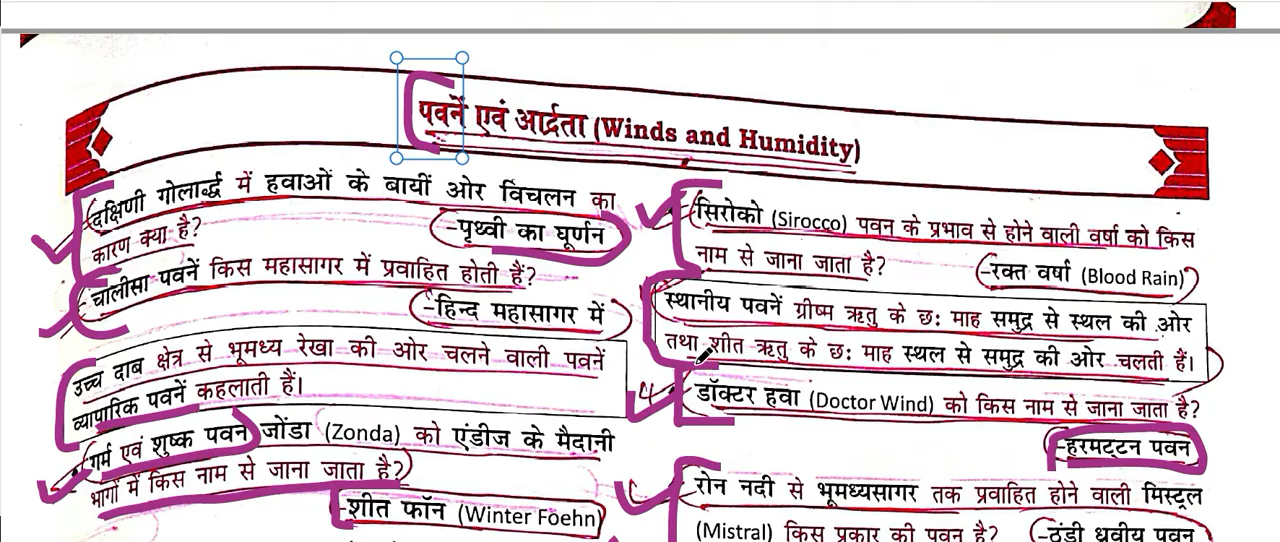 पवनें एवं आर्द्रता (Winds and Humidity)
दक्षिणी गोलार्द्ध में हवाओं के बायीं ओर विचलन का
कारण क्या है?
-पृथ्वी का घूर्णन
चालीसा पवनें किस महासागर में प्रवाहित होती हैं?
-हिन्द महासागर में
उच्च दाब क्षेत्र से भूमध्य रेखा की ओर चलने वाली पवनें
व्यापारिक पवनें कहलाती हैं।
गर्म एवं शुष्क पवन जोंडा (Zonda) को एंडीज के मैदानी
भागों में किस नाम से जाना जाता है?
-शीत फॉन (Winter Foehn)
सिरोको (Sirocco) पवन के प्रभाव से होने वाली वर्षा को किस
नाम से जाना जाता है?
-रक्त वर्षा (Blood Rain)
स्थानीय पवनें ग्रीष्म ऋतु के छः माह समुद्र से स्थल की ओर
तथा शीत ऋतु के छः माह स्थल से समुद्र की ओर चलती हैं।
डॉक्टर हवा (Doctor Wind) को किस नाम से जाना जाता है?
-हरमट्टन पवन
रोन नदी से भूमध्यसागर तक प्रवाहित होने वाली मिस्ट्रल
(Mistral) किस प्रकार की पवन है?
-ठंडी ध्रुवीय पवन